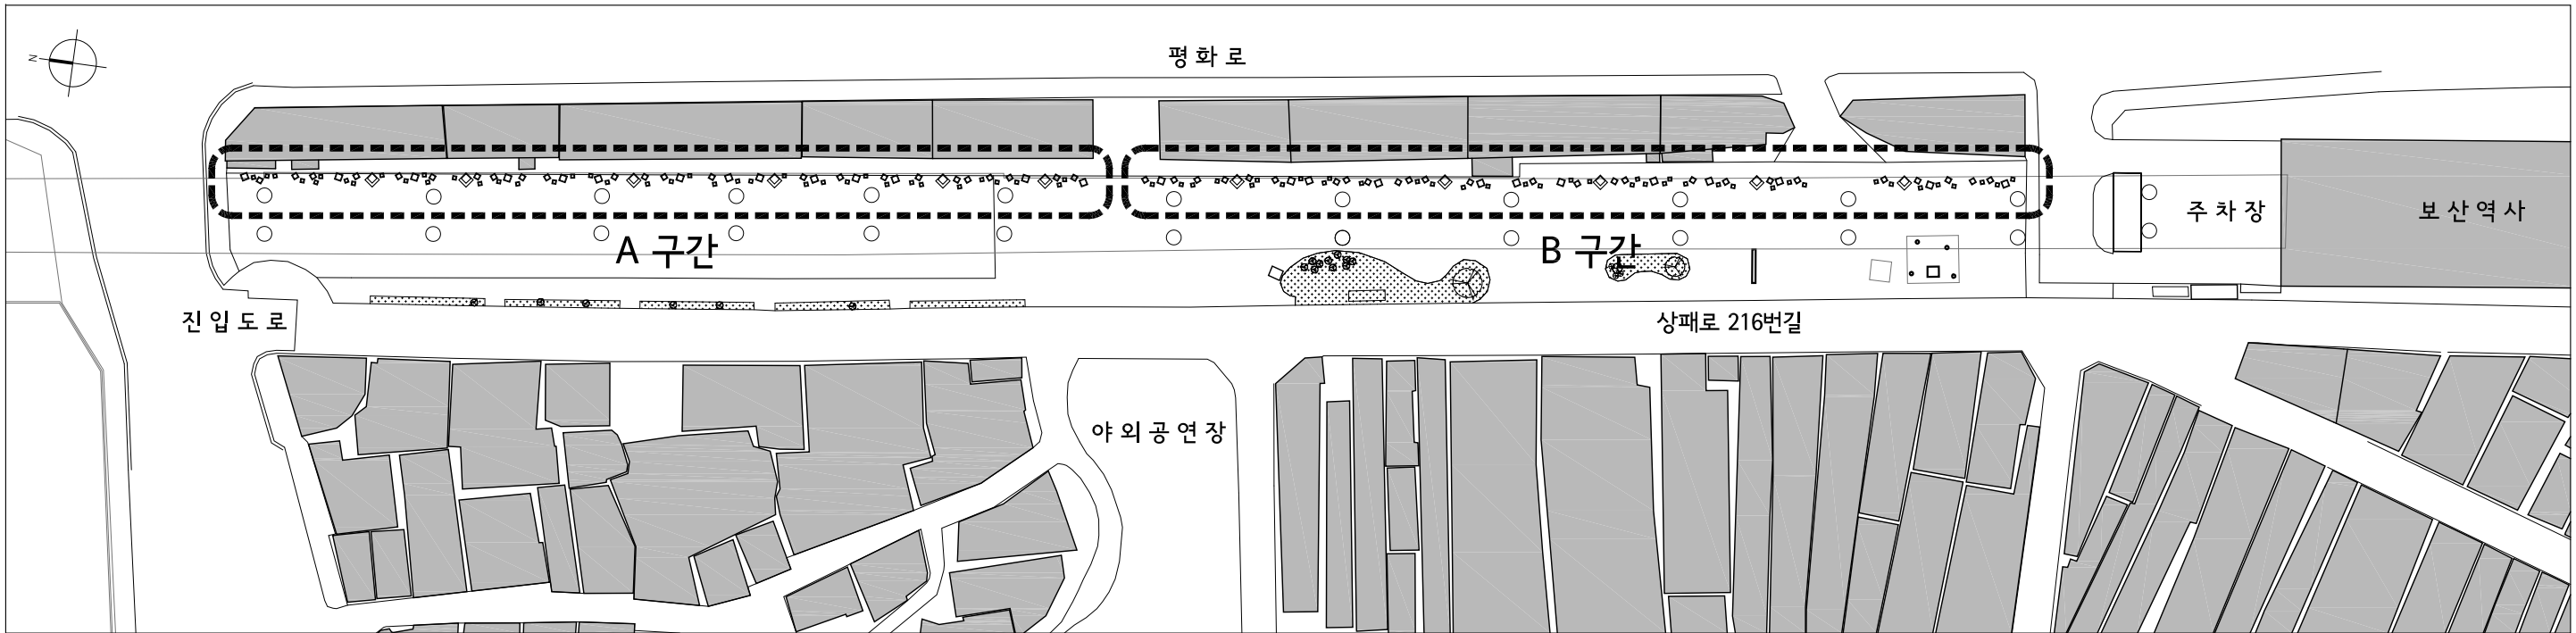 N
평 화 로
주 차 장
보 산 역 사
A 구간
B 구간
진 입 도 로
상패로 216번길
야 외 공 연 장